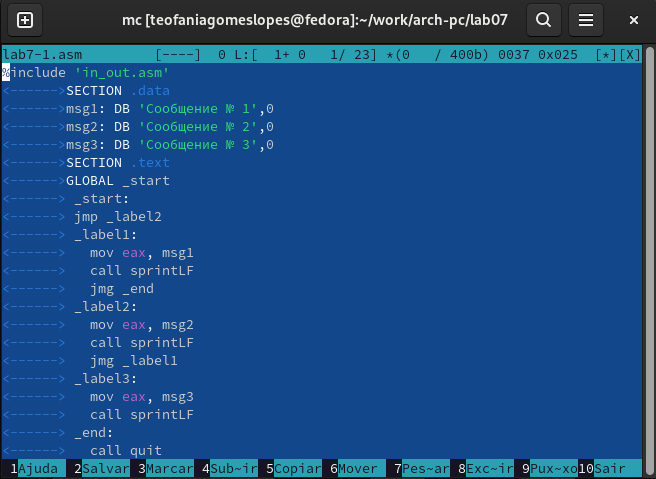 mc [teofaniagomeslopes@fedora]:~/work/arch-pc/lab07
lab7-1.asm [----] 0 L:[ 1+ 0 1/ 23] *(0 / 400b) 0037 0x025 [*][X]
%include 'in_out.asm'
<------>SECTION .data
<------>msg1: DB 'Сообщение № 1',0
<------>msg2: DB 'Сообщение № 2',0
<------>msg3: DB 'Сообщение № 3',0
<------>SECTION .text
<------>GLOBAL _start
<------> _start:
<------> jmp _label2
<------> _label1:
<------>   mov eax, msg1
<------>   call sprintLF
<------>   jmg _end
<------> _label2:
<------>   mov eax, msg2
<------>   call sprintLF
<------>   jmg _label1
<------> _label3:
<------>   mov eax, msg3
<------>   call sprintLF
<------> _end:
<------>   call quit
1Ajuda 2Salvar 3Marcar 4Sub~ir 5Copiar 6Mover 7Pes~ar 8Exc~ir 9Pux~xo 10Sair